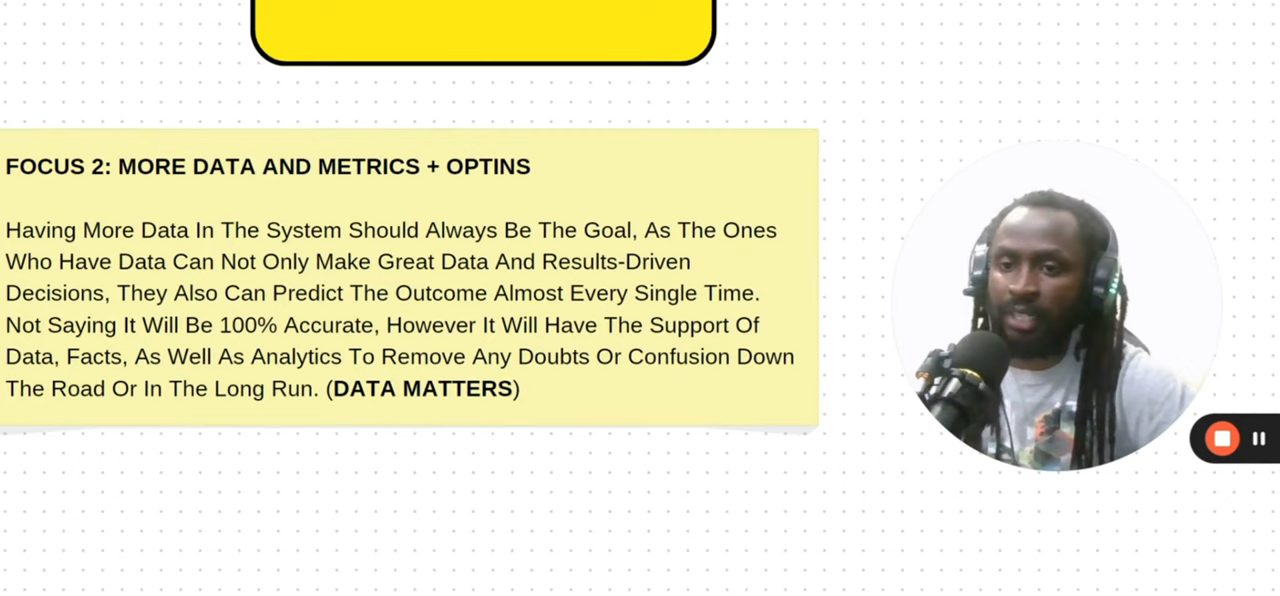 FOCUS 2: MORE DATA AND METRICS + OPTINS
Having More Data In The System Should Always Be The Goal, As The Ones
Who Have Data Can Not Only Make Great Data And Results-Driven
Decisions, They Also Can Predict The Outcome Almost Every Single Time.
Not Saying It Will Be 100% Accurate, However It Will Have The Support Of
Data, Facts, As Well As Analytics To Remove Any Doubts Or Confusion Down
The Road Or In The Long Run. (DATA MATTERS)